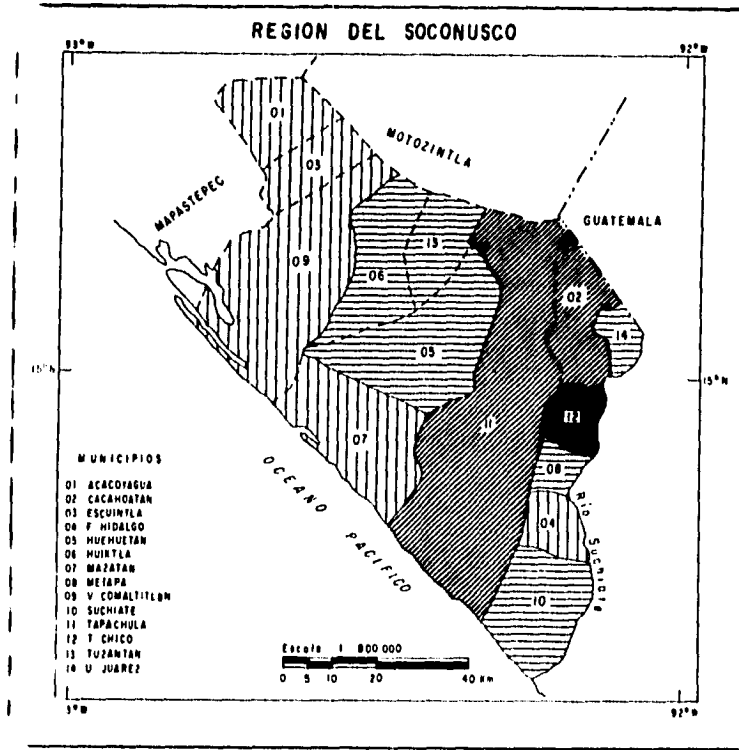 REGION DEL SOCONUSCO
93°W
92°W
01
03
MOTOZINTLA
MAPASTEPEC
GUATEMALA
13
09
06
02
14
15°N
05
15°N
07
11
12
08
04
10
OCEANO PACIFICO
Río Suchiate
MUNICIPIOS
01 ACACOYAGUA
02 CACAHOATAN
03 ESCUINTLA
04 F HIDALGO
05 HUEHUETAN
06 HUIXTLA
07 MAZATAN
08 METAPA
09 V COMALTITLAN
10 SUCHIATE
11 TAPACHULA
12 T CHICO
13 TUZANTAN
14 U JUAREZ
Escala 1 800 000
0 5 10 20 40 Km
3°W
92°W